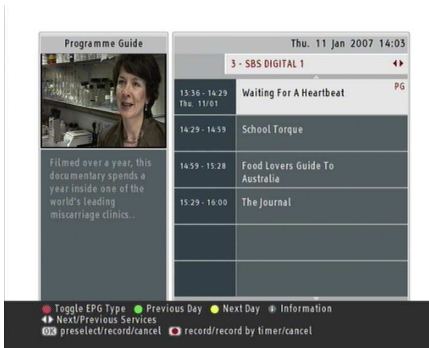 Programme Guide
Thu. 11 Jan 2007 14:03
3 - SBS DIGITAL 1
13:36 - 14:29
Thu. 11/01
Waiting For A Heartbeat
PG
14:29 - 14:59
School Torque
14:59 - 15:28
Food Lovers Guide To
Australia
15:29 - 16:00
The Journal
Filmed over a year, this
documentary spends a
year inside one of the
world's leading
miscarriage clinics..
Toggle EPG Type Previous Day Next Day Information
Next/Previous Services
OK preselect/record/cancel record/record by timer/cancel